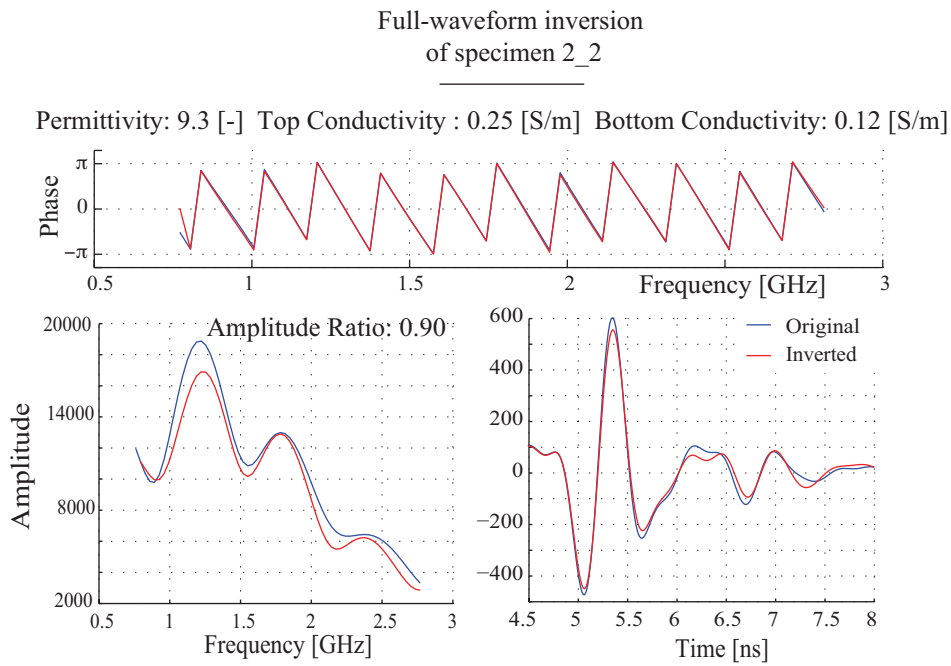 Full-waveform inversion
of specimen 2_2
Permittivity: 9.3 [-] Top Conductivity : 0.25 [S/m] Bottom Conductivity: 0.12 [S/m]
Phase
π
0
−π
0.5 1 1.5 2 3
Frequency [GHz]
Amplitude Ratio: 0.90
Amplitude
20000
14000
8000
2000
0.5 1 1.5 2 2.5 3
Frequency [GHz]
Original
Inverted
600
400
200
0
−200
−400
4.5 5 5.5 6 6.5 7 7.5 8
Time [ns]